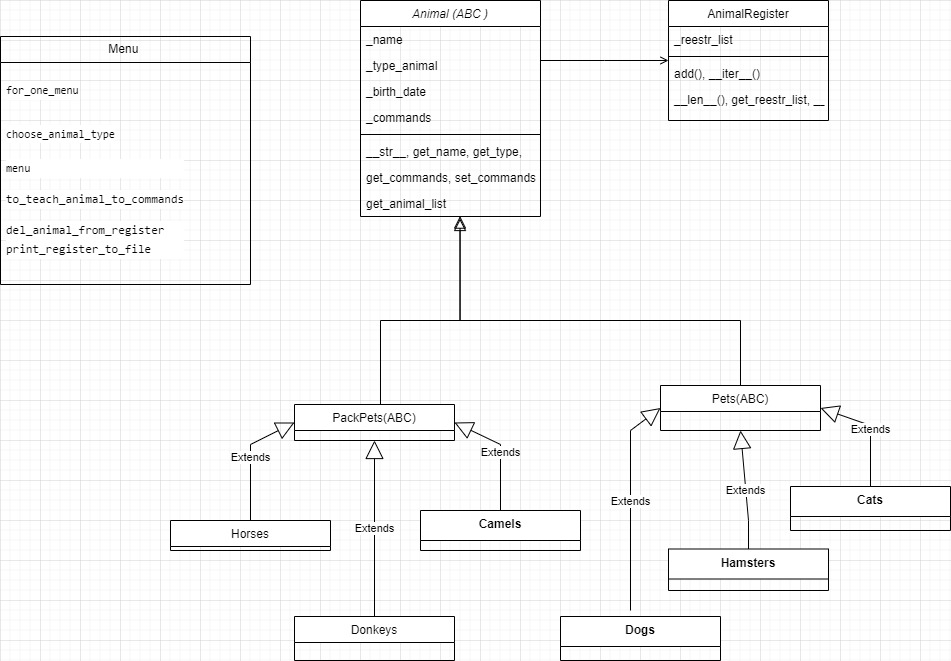 Menu
for_one_menu
choose_animal_type
menu
to_teach_animal_to_commands
del_animal_from_register
print_register_to_file
Animal (ABC )
_name
_type_animal
_birth_date
_commands
__str__, get_name, get_type,
get_commands, set_commands
get_animal_list
AnimalRegister
_reestr_list
add(), __iter__()
__len__(), get_reestr_list, __
PackPets(ABC)
Extends
Extends
Extends
Horses
Camels
Donkeys
Pets(ABC)
Extends
Extends
Extends
Cats
Hamsters
Dogs